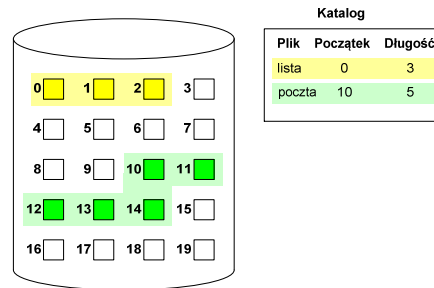 Katalog
Plik Początek Długość
lista 0 3
poczta 10 5
0 1 2 3
4 5 6 7
8 9 10 11
12 13 14 15
16 17 18 19